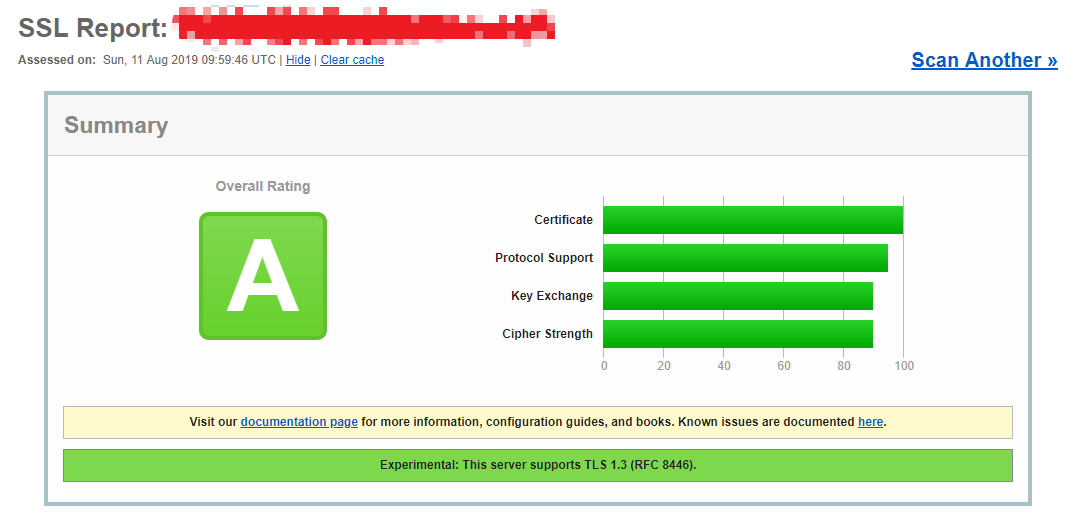 SSL Report:
Assessed on: Sun, 11 Aug 2019 09:59:46 UTC | Hide | Clear cache
Scan Another »
Summary
Overall Rating
A
Certificate
Protocol Support
Key Exchange
Cipher Strength
0 20 40 60 80 100
Visit our documentation page for more information, configuration guides, and books. Known issues are documented here.
Experimental: This server supports TLS 1.3 (RFC 8446).